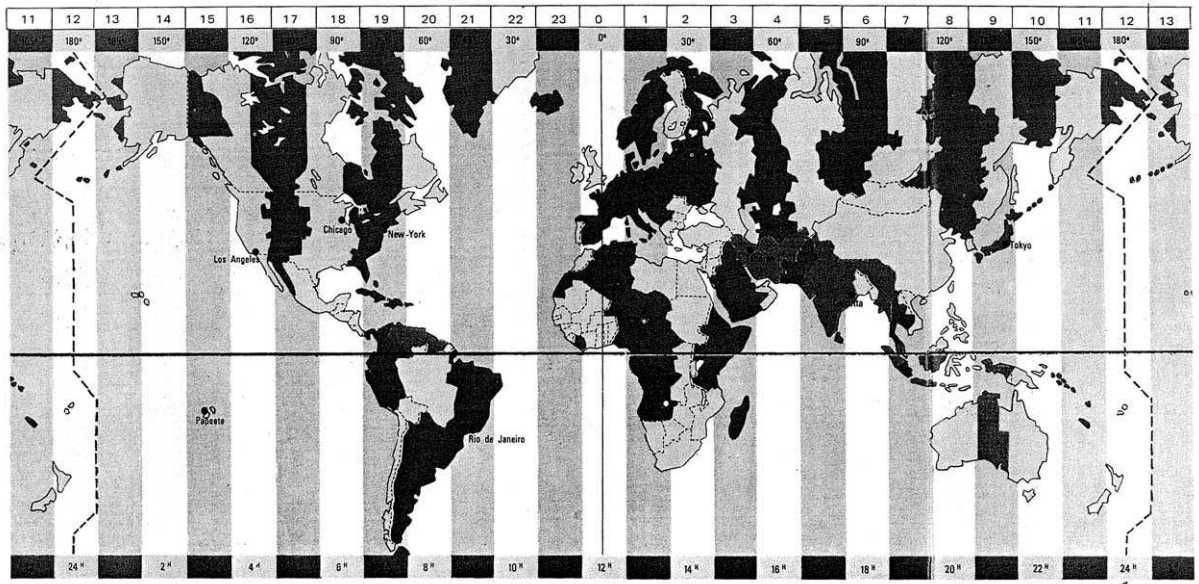 11 12 13 14 15 16 17 18 19 20 21 22 23 0 1 2 3 4 5 6 7 8 9 10 11 12 13
180° 150° 120° 90° 60° 30° 0° 30° 60° 90° 120° 150° 180°
Chicago
New-York
Tokyo
Los Angeles
Papeete
Rio de Janeiro
24 H 2 H 4 H 6 H 8 H 10 H 12 H 14 H 16 H 18 H 20 H 22 H 24 H